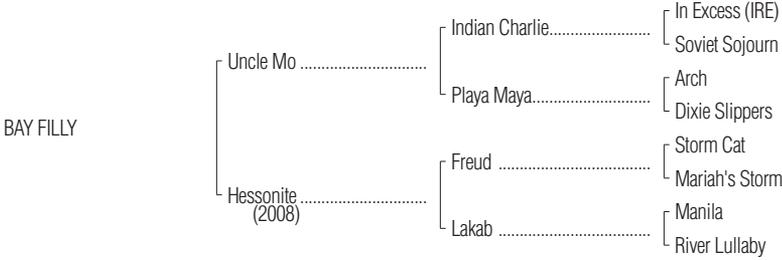 In Excess (IRE)
Indian Charlie..........................
Soviet Sojourn
Uncle Mo ................................
Arch
Playa Maya..............................
Dixie Slippers
BAY FILLY
Storm Cat
Freud ......................................
Mariah's Storm
Hessonite ................................
(2008)
Manila
Lakab ......................................
River Lullaby